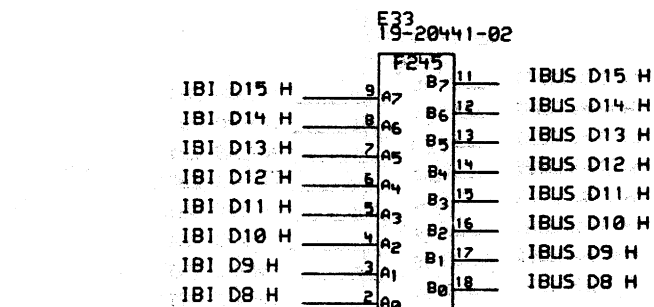 E33
19-20441-02
F245
IBI D15 H 9 A7 B7 11 IBUS D15 H
IBI D14 H 8 A6 B6 12 IBUS D14 H
IBI D13 H 7 A5 B5 13 IBUS D13 H
IBI D12 H 6 A4 B4 14 IBUS D12 H
IBI D11 H 5 A3 B3 15 IBUS D11 H
IBI D10 H 4 A2 B2 16 IBUS D10 H
IBI D9 H 3 A1 B1 17 IBUS D9 H
IBI D8 H 2 A0 B0 18 IBUS D8 H